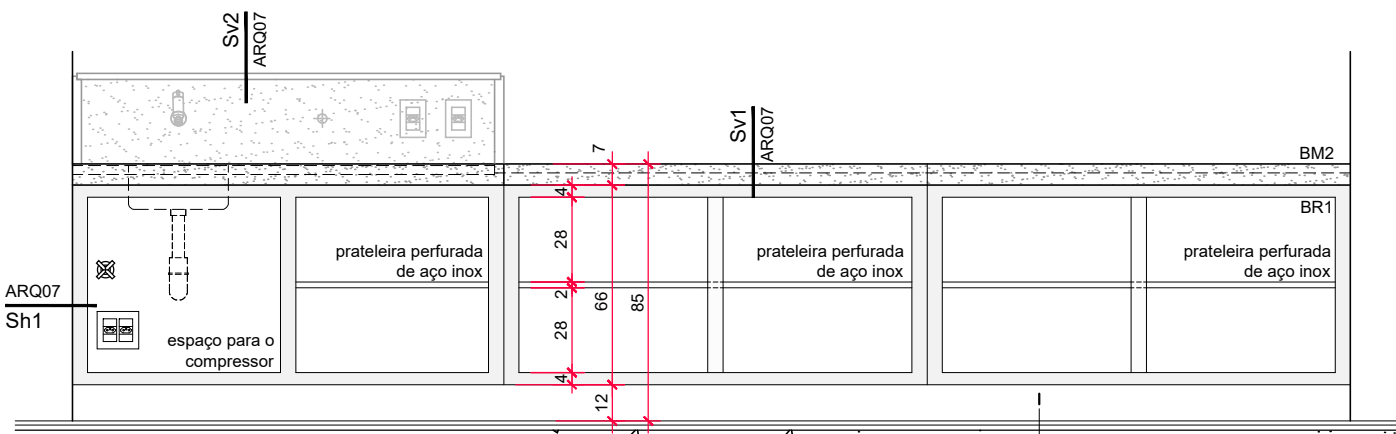 Sv2
ARQ07
Sv1
ARQ07
7
BM2
4
BR1
28
prateleira perfurada
de aço inox
prateleira perfurada
de aço inox
prateleira perfurada
de aço inox
ARQ07
Sh1
2
66
85
28
espaço para o
compressor
4
12